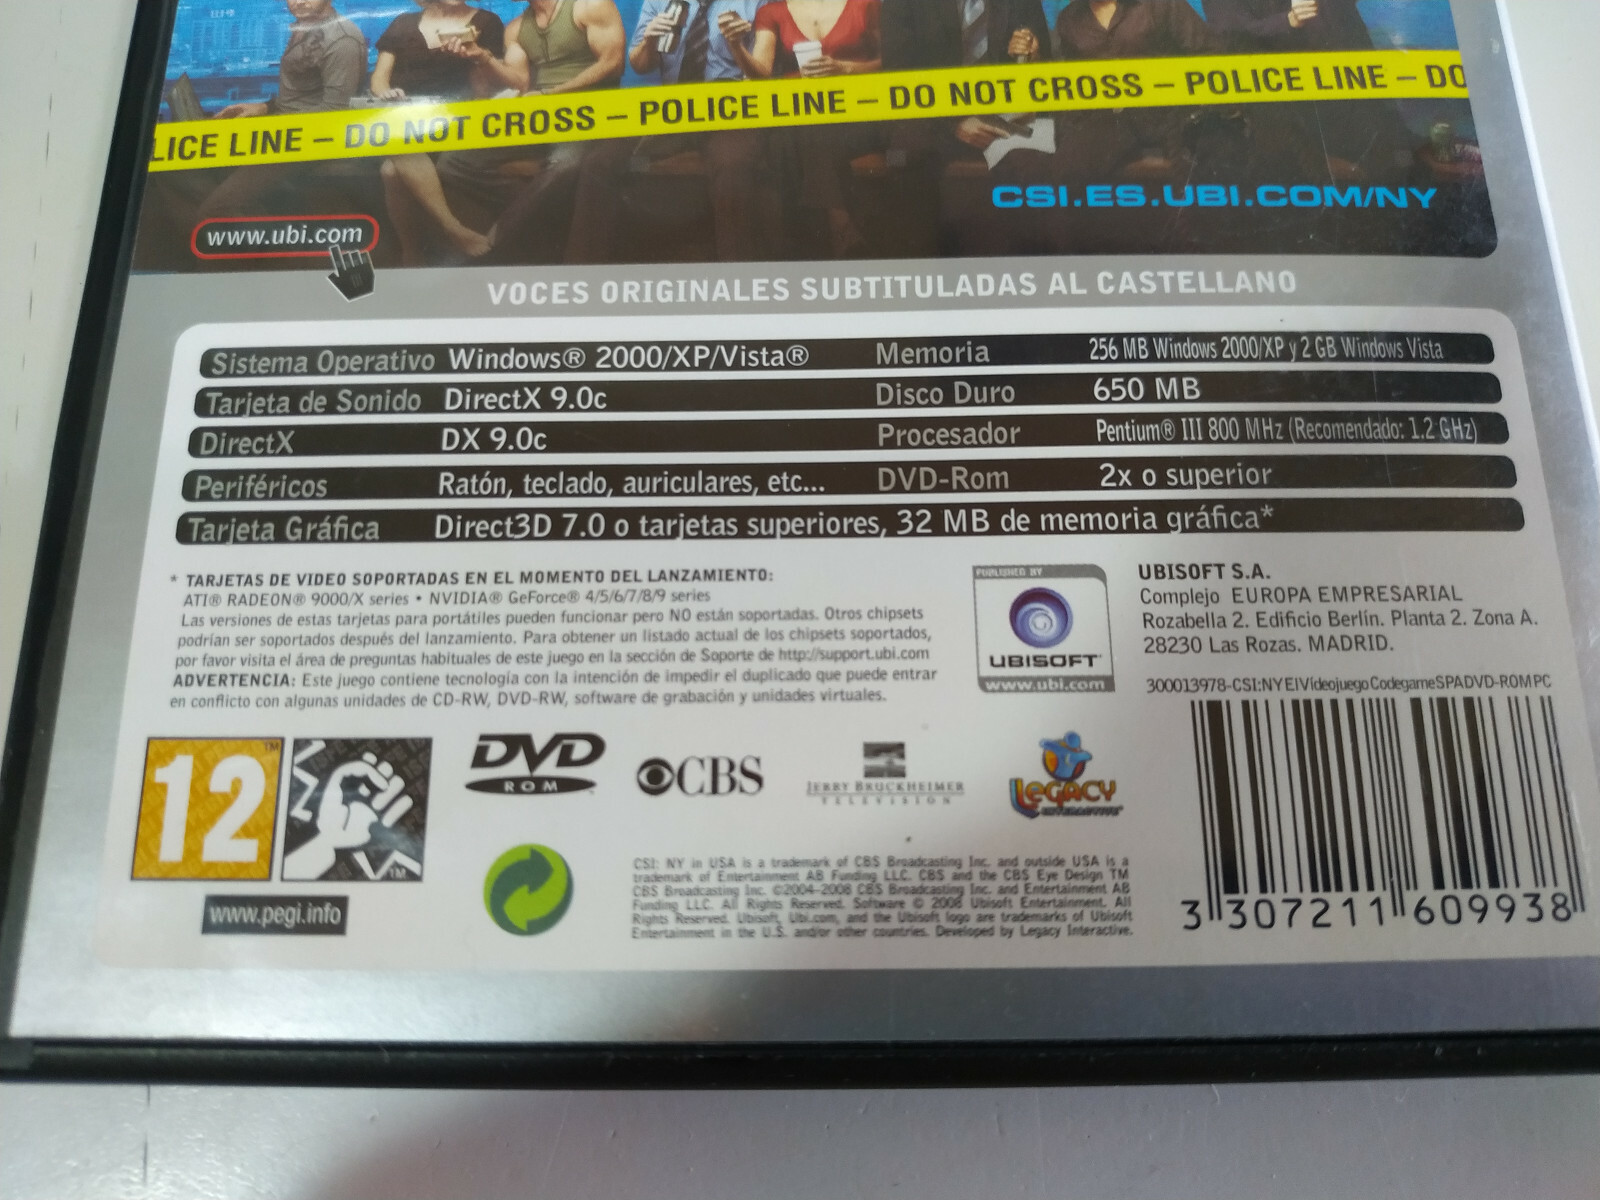 LICE LINE – DO NOT CROSS – POLICE LINE – DO NOT CROSS – POLICE LINE – DO
CSI.ES.UBI.COM/NY
www.ubi.com
VOCES ORIGINALES SUBTITULADAS AL CASTELLANO
Sistema Operativo Windows® 2000/XP/Vista® Memoria 256 MB Windows 2000/XP y 2 GB Windows Vista
Tarjeta de Sonido DirectX 9.0c Disco Duro 650 MB
DirectX DX 9.0c Procesador Pentium® III 800 MHz (Recomendado: 1.2 GHz)
Periféricos Ratón, teclado, auriculares, etc... DVD-Rom 2x o superior
Tarjeta Gráfica Direct3D 7.0 o tarjetas superiores, 32 MB de memoria gráfica*
* TARJETAS DE VIDEO SOPORTADAS EN EL MOMENTO DEL LANZAMIENTO:
ATI® RADEON® 9000/X series • NVIDIA® GeForce® 4/5/6/7/8/9 series
Las versiones de estas tarjetas para portátiles pueden funcionar pero NO están soportadas. Otros chipsets
podrían ser soportados después del lanzamiento. Para obtener un listado actual de los chipsets soportados,
por favor visita el área de preguntas habituales de este juego en la sección de Soporte de http://support.ubi.com
ADVERTENCIA: Este juego contiene tecnología con la intención de impedir el duplicado que puede entrar
en conflicto con algunas unidades de CD-RW, DVD-RW, software de grabación y unidades virtuales.
PUBLISHED BY
UBISOFT
www.ubi.com
UBISOFT S.A.
Complejo EUROPA EMPRESARIAL
Rozabella 2. Edificio Berlín. Planta 2. Zona A.
28230 Las Rozas. MADRID.
300013978-CSI:NY El Videojuego Codegame SPA DVD-ROM PC
12 ™
™
www.pegi.info
DVD
ROM
CBS
JERRY BRUCKHEIMER
TELEVISION
LEGACY
INTERACTIVE
CSI: NY in USA is a trademark of CBS Broadcasting Inc. and outside USA is a
trademark of Entertainment AB Funding LLC. CBS and the CBS Eye Design TM
CBS Broadcasting Inc. ©2004-2008 CBS Broadcasting Inc. and Entertainment AB
Funding LLC. All Rights Reserved. Software © 2008 Ubisoft Entertainment. All
Rights Reserved. Ubisoft, Ubi.com, and the Ubisoft logo are trademarks of Ubisoft
Entertainment in the U.S. and/or other countries. Developed by Legacy Interactive.
3 307211 609938